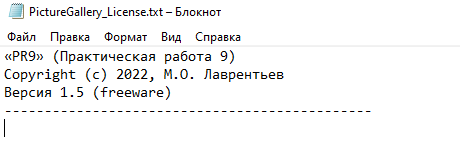 PictureGallery_License.txt – Блокнот
Файл Правка Формат Вид Справка
«PR9» (Практическая работа 9)
Copyright (c) 2022, М.О. Лаврентьев
Версия 1.5 (freeware)
----------------------------------------------